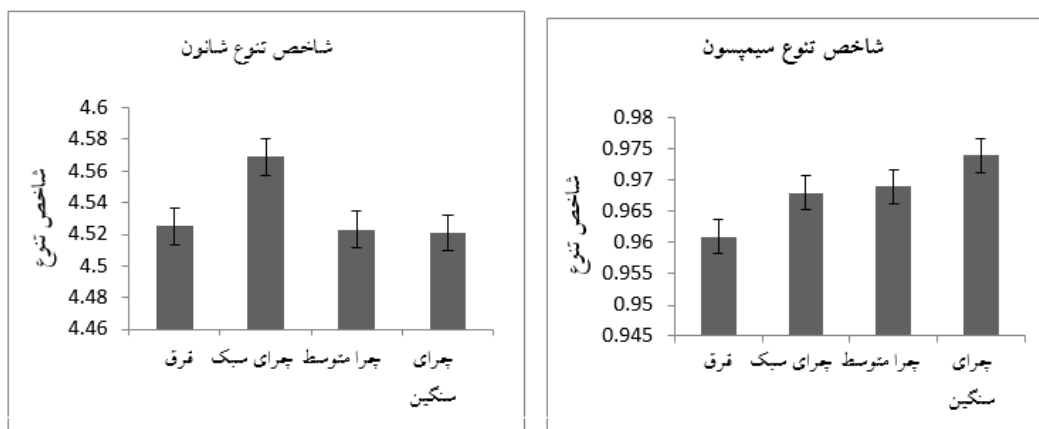 شاخص تنوع شانون
4.6
4.58
4.56
4.54
4.52
4.5
4.48
4.46
شاخص تنوع
قرق
چرای سبک
چرا متوسط
چرای سنگین
شاخص تنوع سیمپسون
0.98
0.975
0.97
0.965
0.96
0.955
0.95
0.945
شاخص تنوع
قرق
چرای سبک
چرا متوسط
چرای سنگین